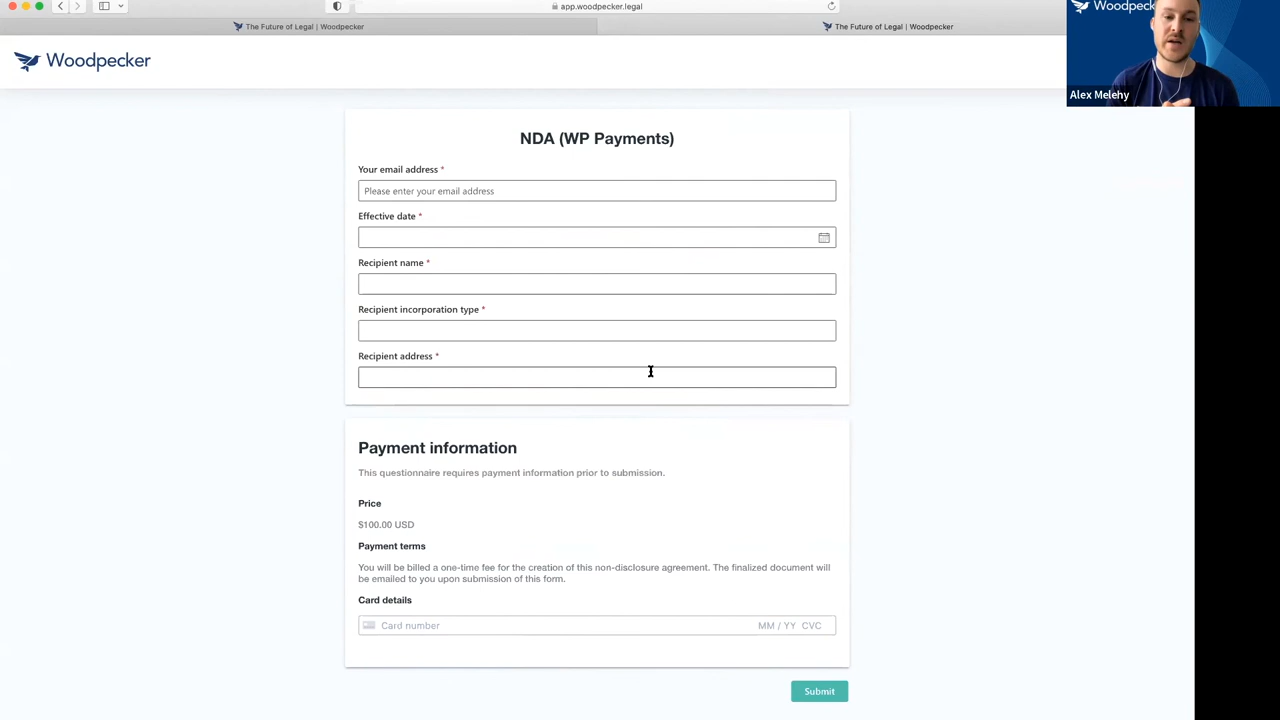 app.woodpecker.legal
The Future of Legal | Woodpecker
The Future of Legal | Woodpecker
Woodpeck
Alex Melehy
Woodpecker
NDA (WP Payments)
Your email address *
Please enter your email address
Effective date *
Recipient name *
Recipient incorporation type *
Recipient address *
Payment information
This questionnaire requires payment information prior to submission.
Price
$100.00 USD
Payment terms
You will be billed a one-time fee for the creation of this non-disclosure agreement. The finalized document will
be emailed to you upon submission of this form.
Card details
Card number MM / YY CVC
Submit